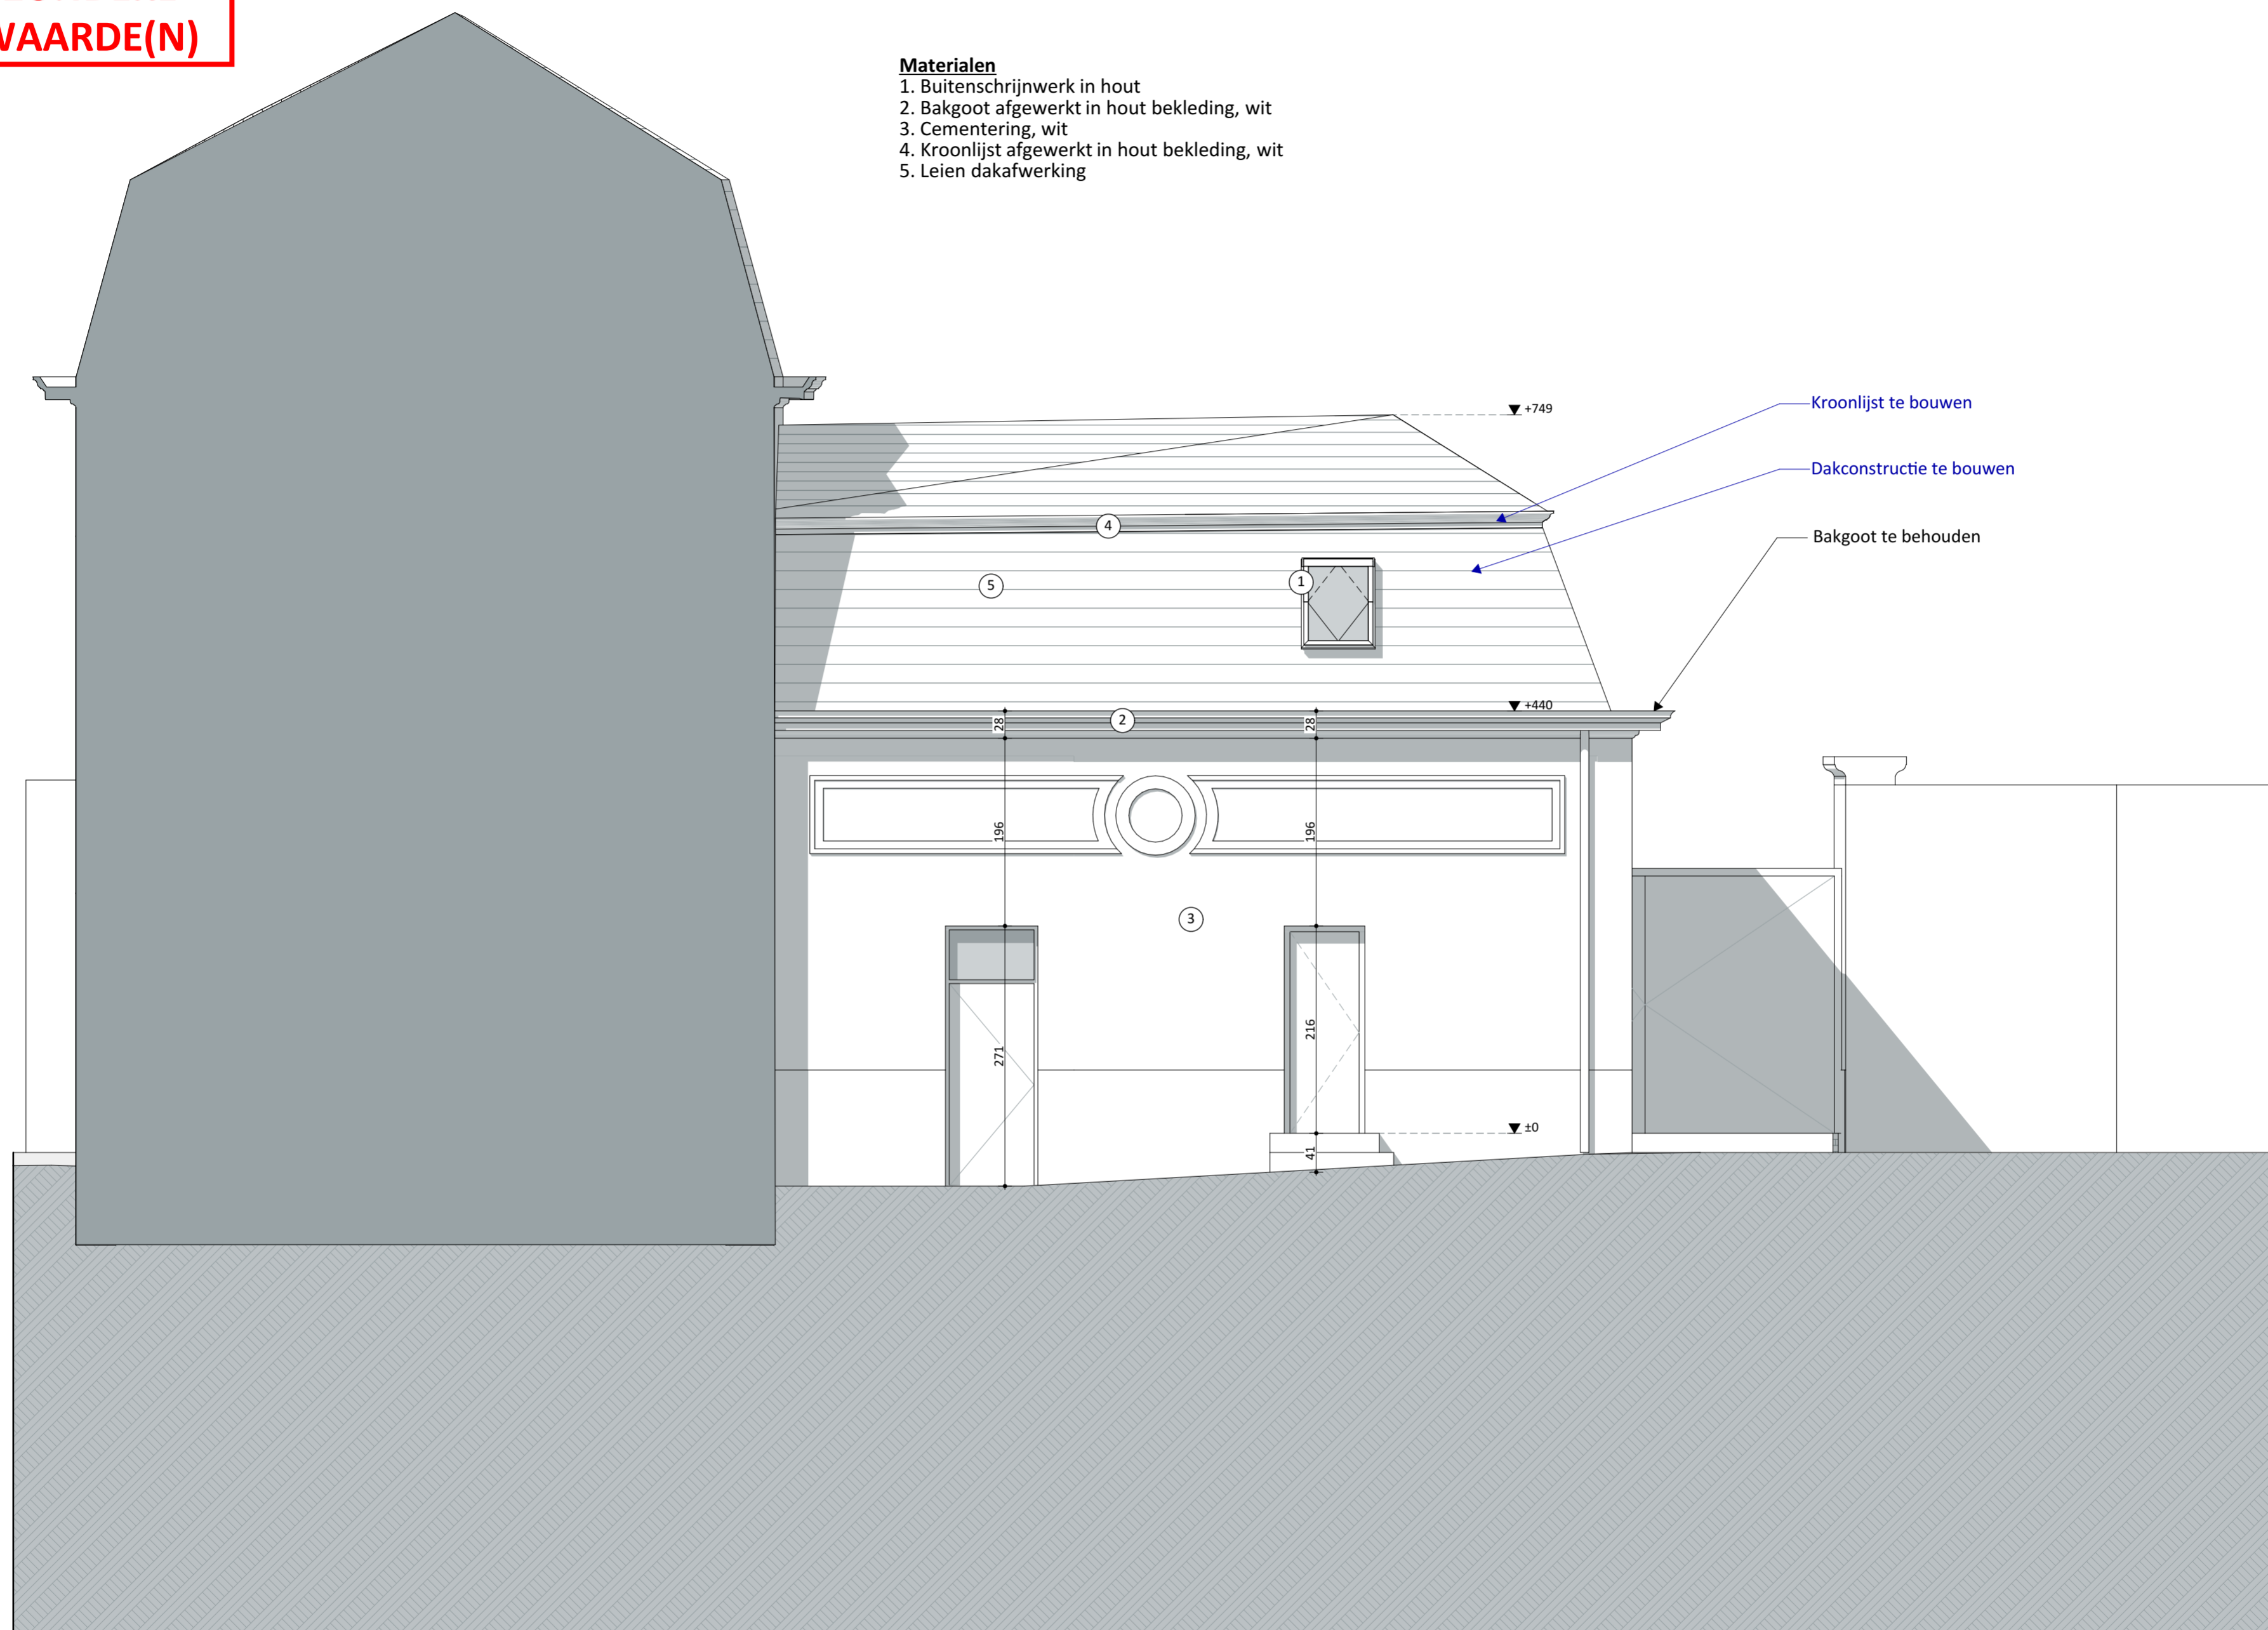 WAARDE(N)
Materialen
1. Buitenschrijnwerk in hout
2. Bakgoot afgewerkt in hout bekleding, wit
3. Cementering, wit
4. Kroonlijst afgewerkt in hout bekleding, wit
5. Leien dakafwerking
+749
Kroonlijst te bouwen
Dakconstructie te bouwen
Bakgoot te behouden
4
5
1
+440
2
28
28
196
196
3
271
216
±0
41